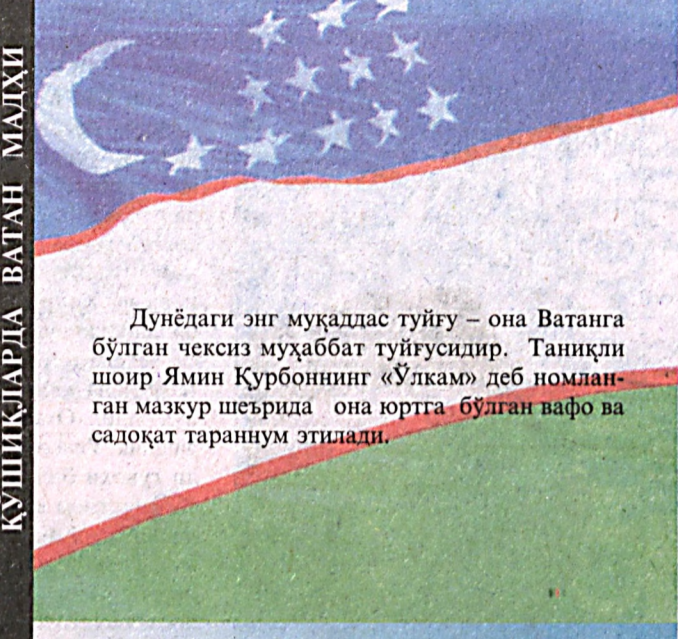 ҚУШИҚЛАРДА ВАТАН МАДҲИ
Дунёдаги энг муқаддас туйғу – она Ватанга
бўлган чексиз муҳаббат туйғусидир. Таниқли
шоир Ямин Қурбоннинг «Ўлкам» деб номлан-
ган мазкур шеърида она юртга бўлган вафо ва
садоқат тараннум этилади.